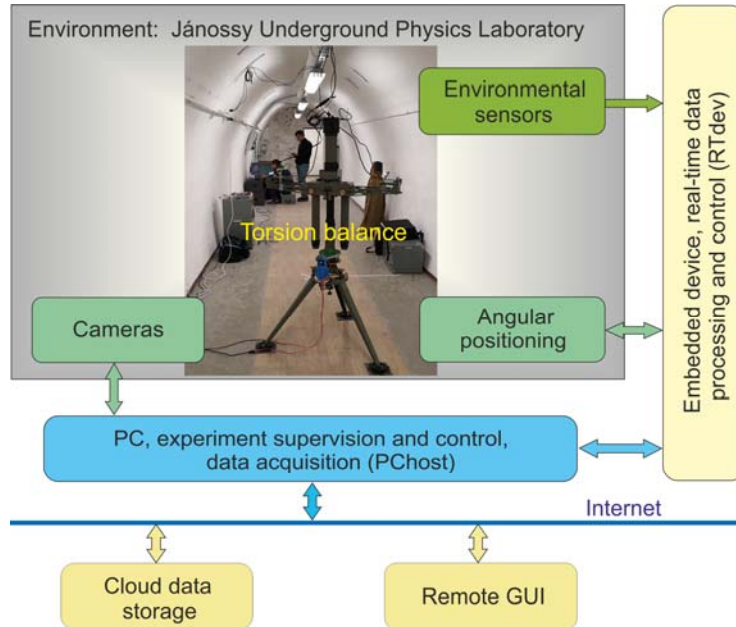 Environment:  Jánossy Underground Physics Laboratory
Environmental
sensors
Torsion balance
Cameras
Angular
positioning
Embedded device, real-time data
processing and control (RTdev)
PC, experiment supervision and control,
data acquisition (PChost)
Internet
Cloud data
storage
Remote GUI